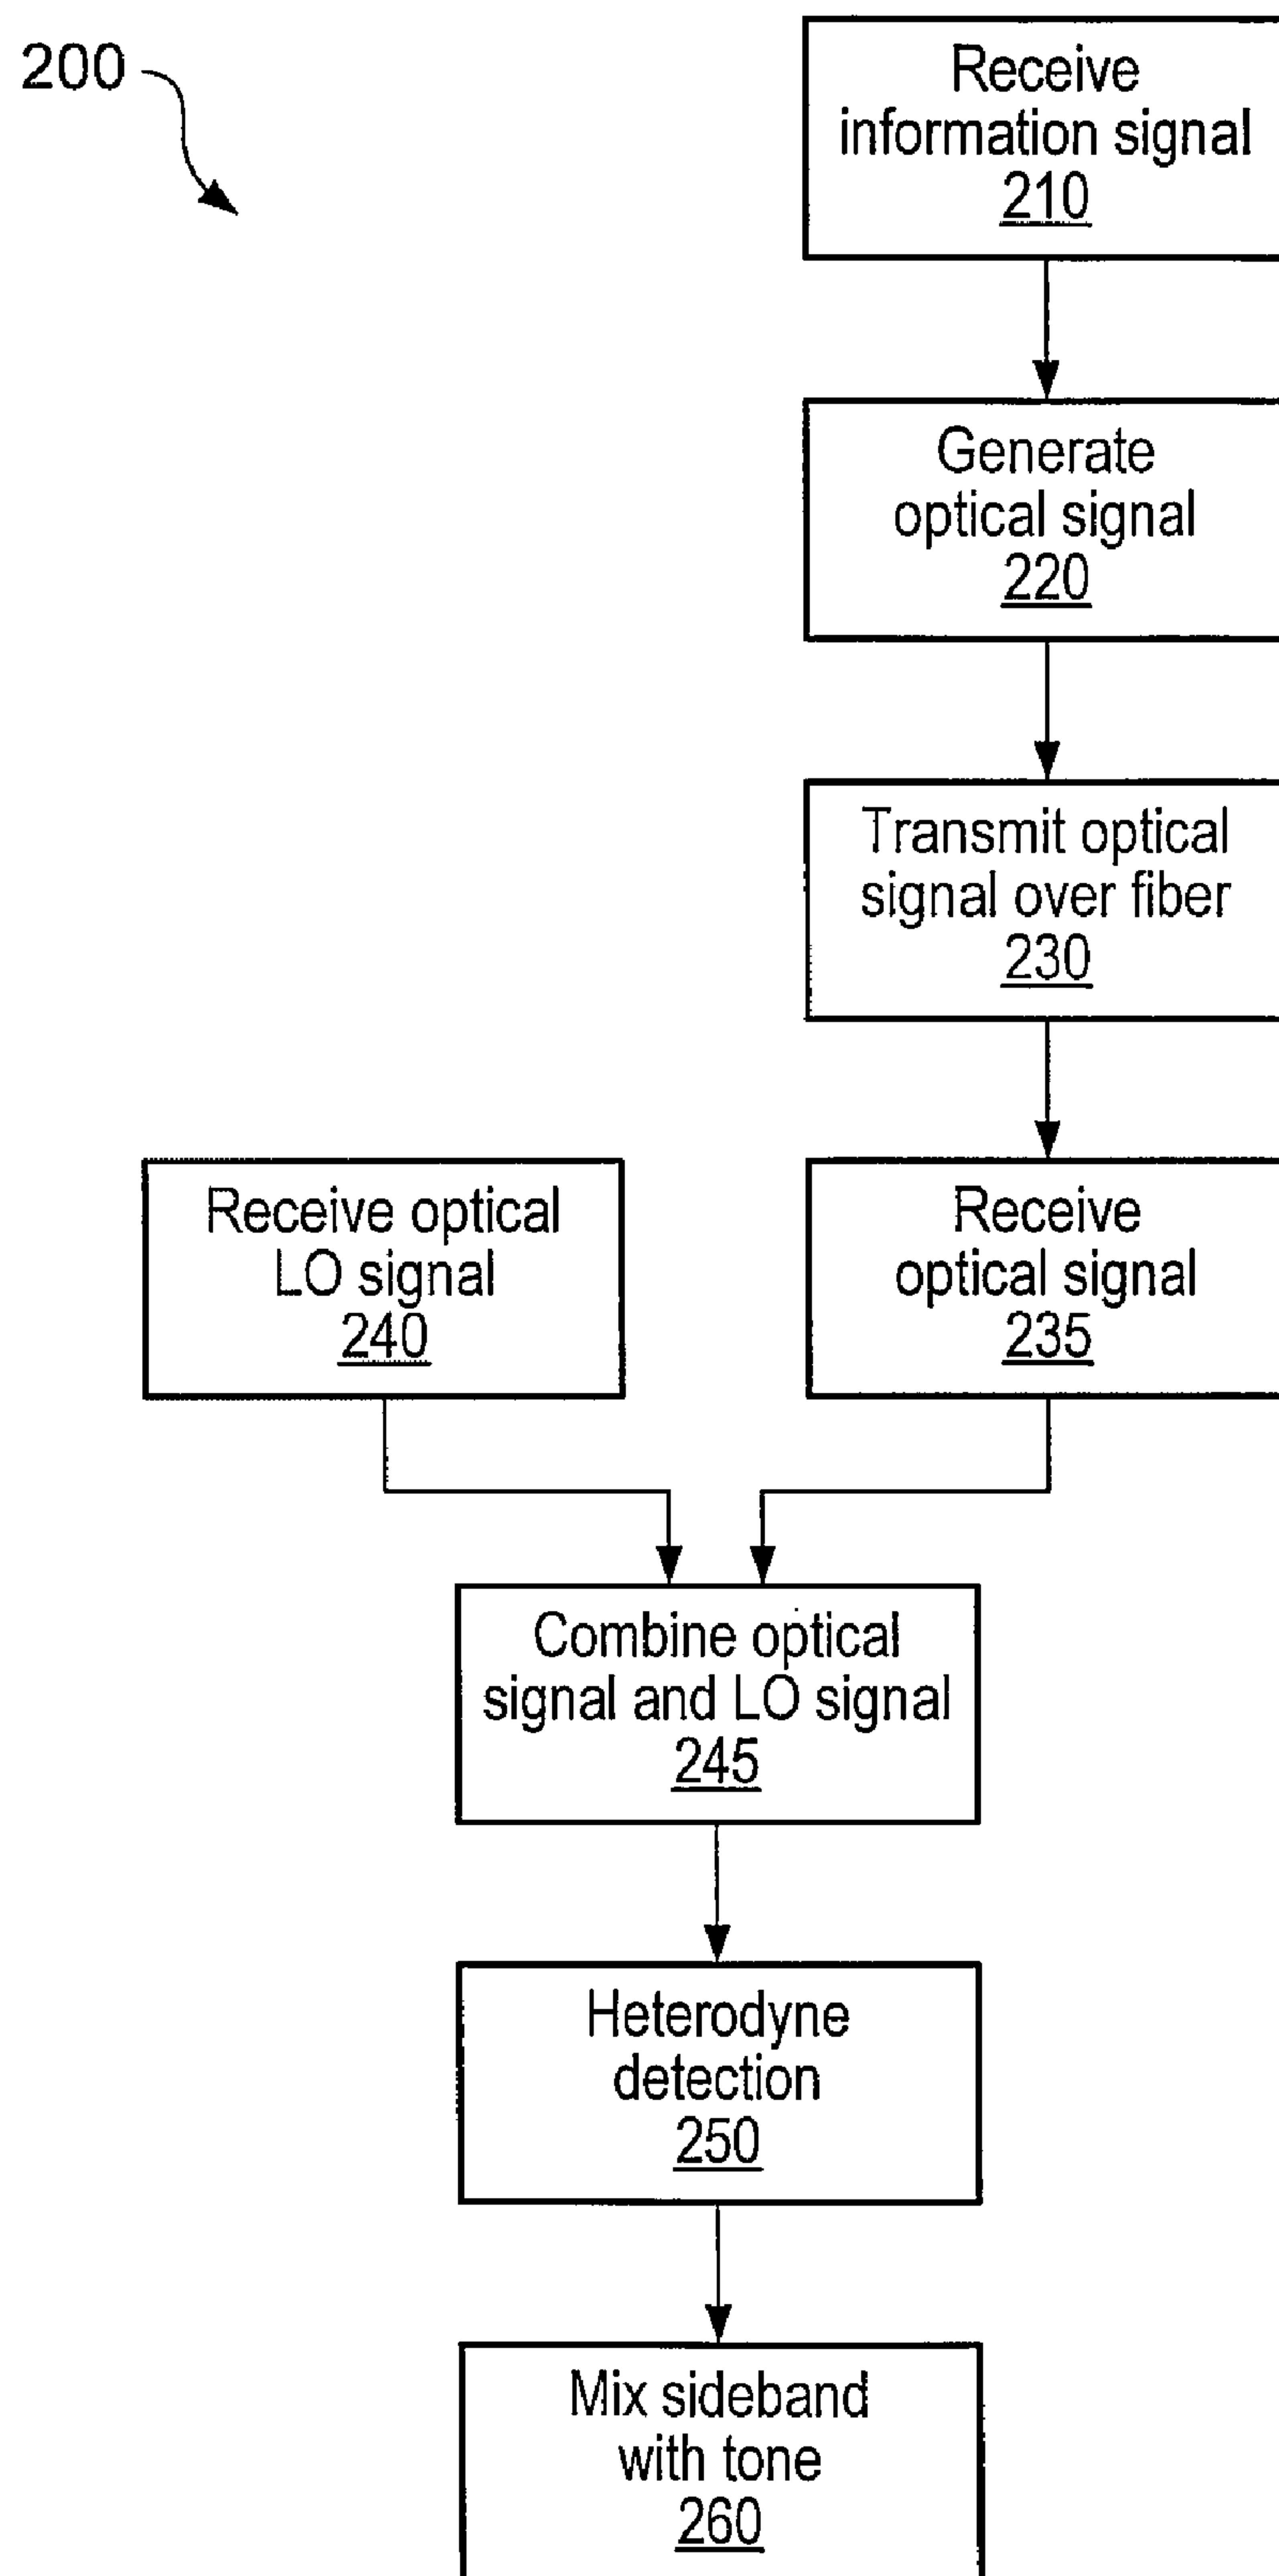 200
Receive
information signal
210
Generate
optical signal
220
Transmit optical
signal over fiber
230
Receive optical
LO signal
240
Receive
optical signal
235
Combine optical
signal and LO signal
245
Heterodyne
detection
250
Mix sideband
with tone
260